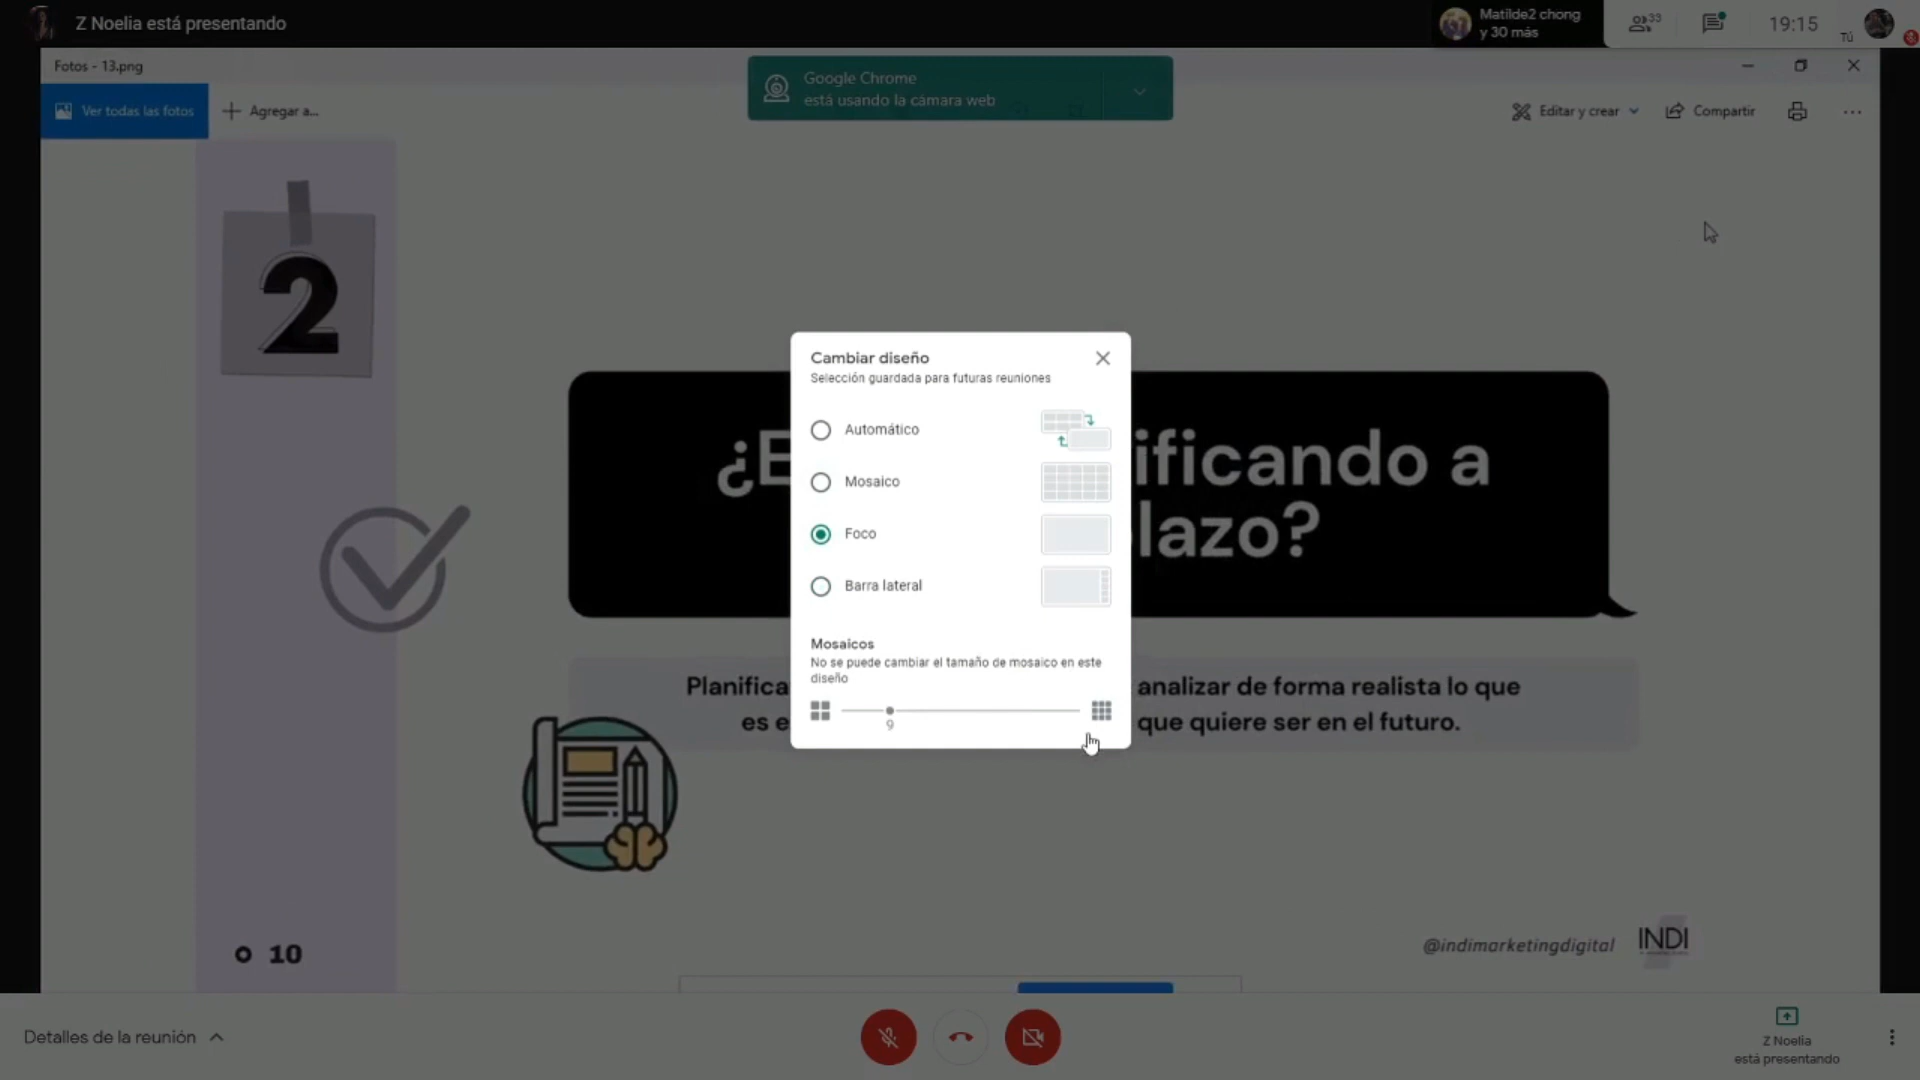 Z Noelia está presentando
Matilde2 chong
y 30 más
33
19:15
Tú
Fotos - 13.png
Google Chrome
está usando la cámara web
Ver todas las fotos
Agregar a...
Editar y crear
Compartir
2
Cambiar diseño
Selección guardada para futuras reuniones
Automático
Mosaico
Foco
Barra lateral
Mosaicos
No se puede cambiar el tamaño de mosaico en este
diseño
9
¿E ificando a
lazo?
Planifica analizar de forma realista lo que
es e que quiere ser en el futuro.
10
@indimarketingdigital
INDI
Detalles de la reunión
Z Noelia
está presentando